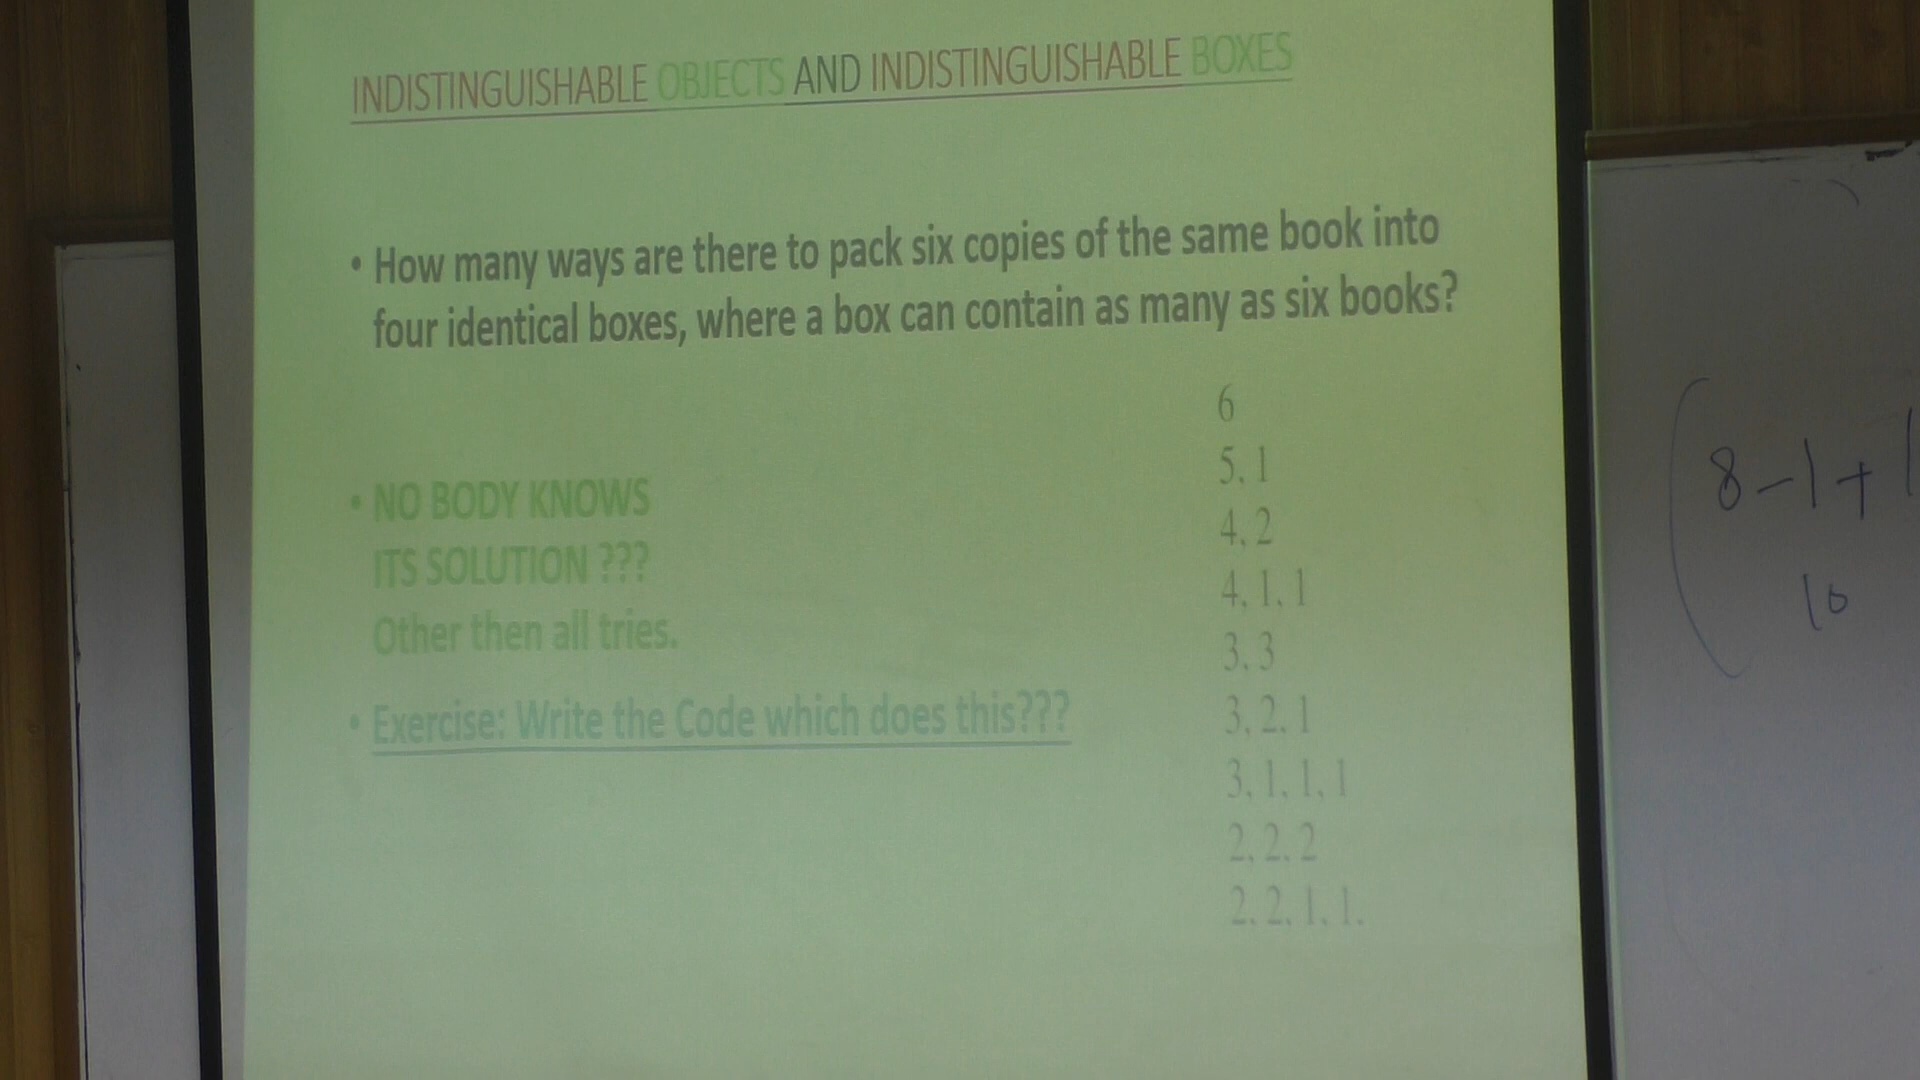 INDISTINGUISHABLE OBJECTS AND INDISTINGUISHABLE BOXES
• How many ways are there to pack six copies of the same book into
four identical boxes, where a box can contain as many as six books?
• NO BODY KNOWS
ITS SOLUTION ???
Other then all tries.
• Exercise: Write the Code which does this???
6
5, 1
4, 2
4, 1, 1
3, 3
3, 2, 1
3, 1, 1, 1
2, 2, 2
2, 2, 1, 1.
8-1+1
10